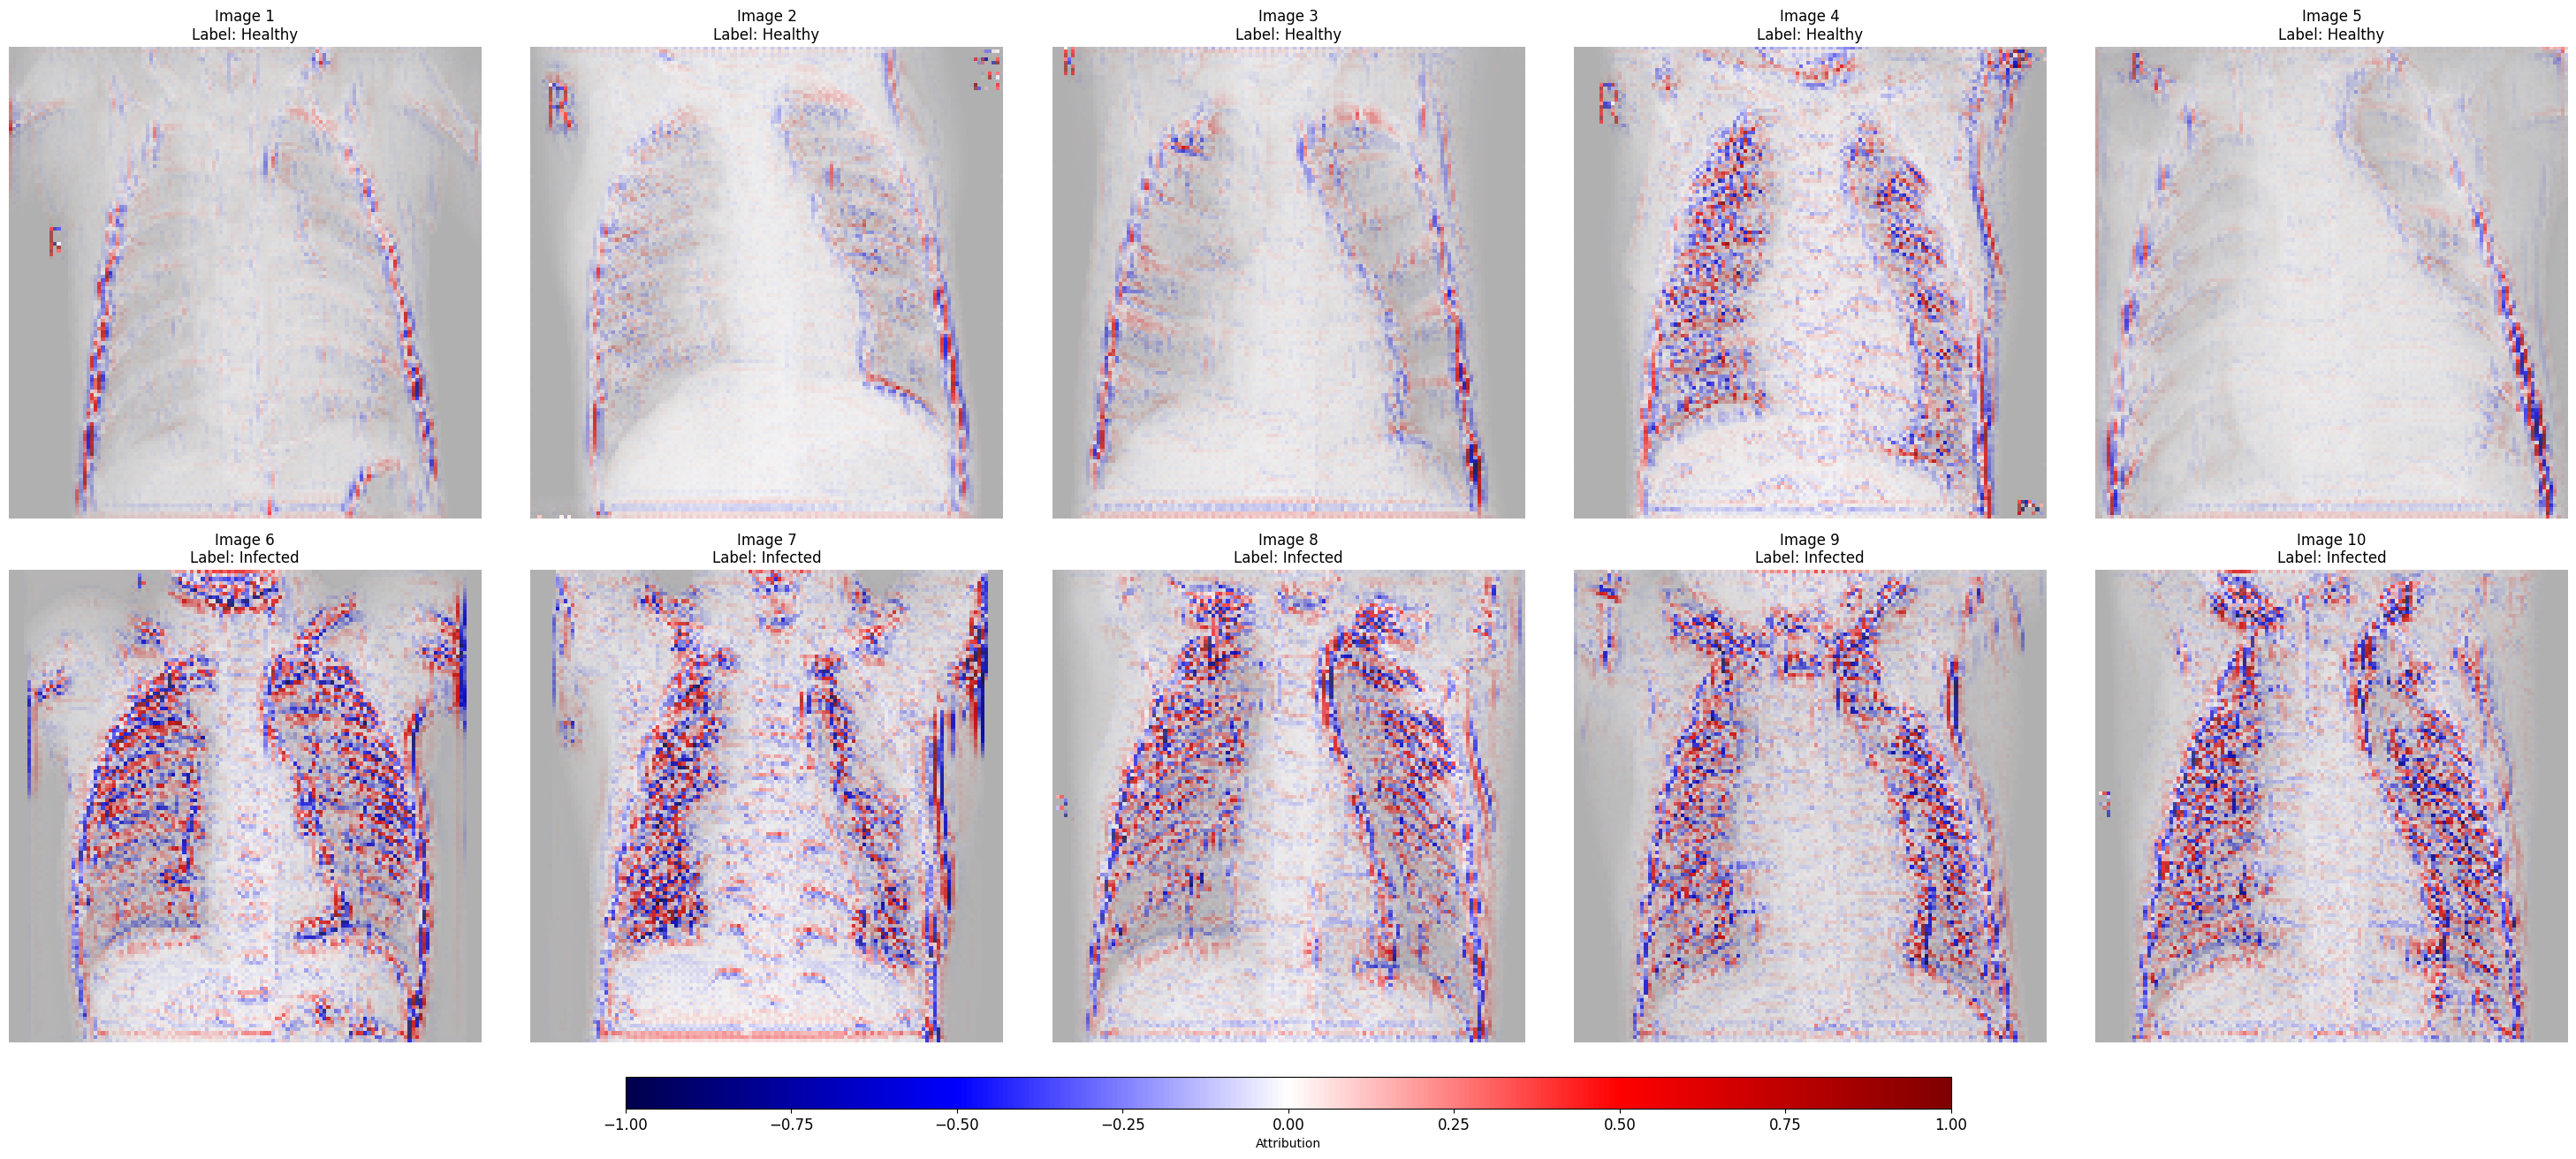 Image 1
Label: Healthy
Image 2
Label: Healthy
Image 3
Label: Healthy
Image 4
Label: Healthy
Image 5
Label: Healthy
R
R
Image 6
Label: Infected
Image 7
Label: Infected
Image 8
Label: Infected
Image 9
Label: Infected
Image 10
Label: Infected
−1.00 −0.75 −0.50 −0.25 0.00 0.25 0.50 0.75 1.00
Attribution